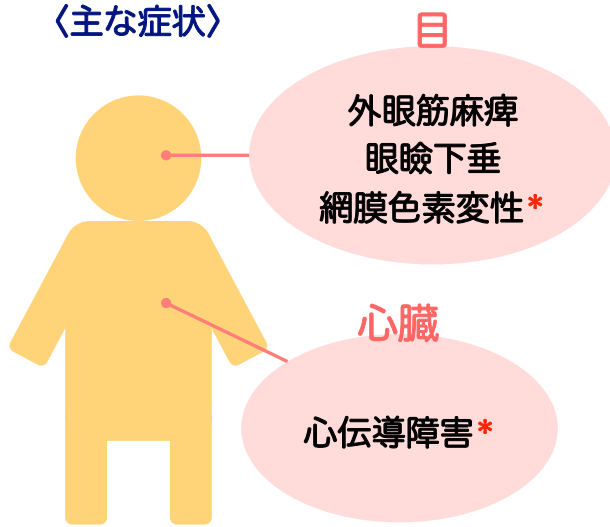 〈主な症状〉
目
外眼筋麻痺
眼瞼下垂
網膜色素変性*
心臓
心伝導障害*